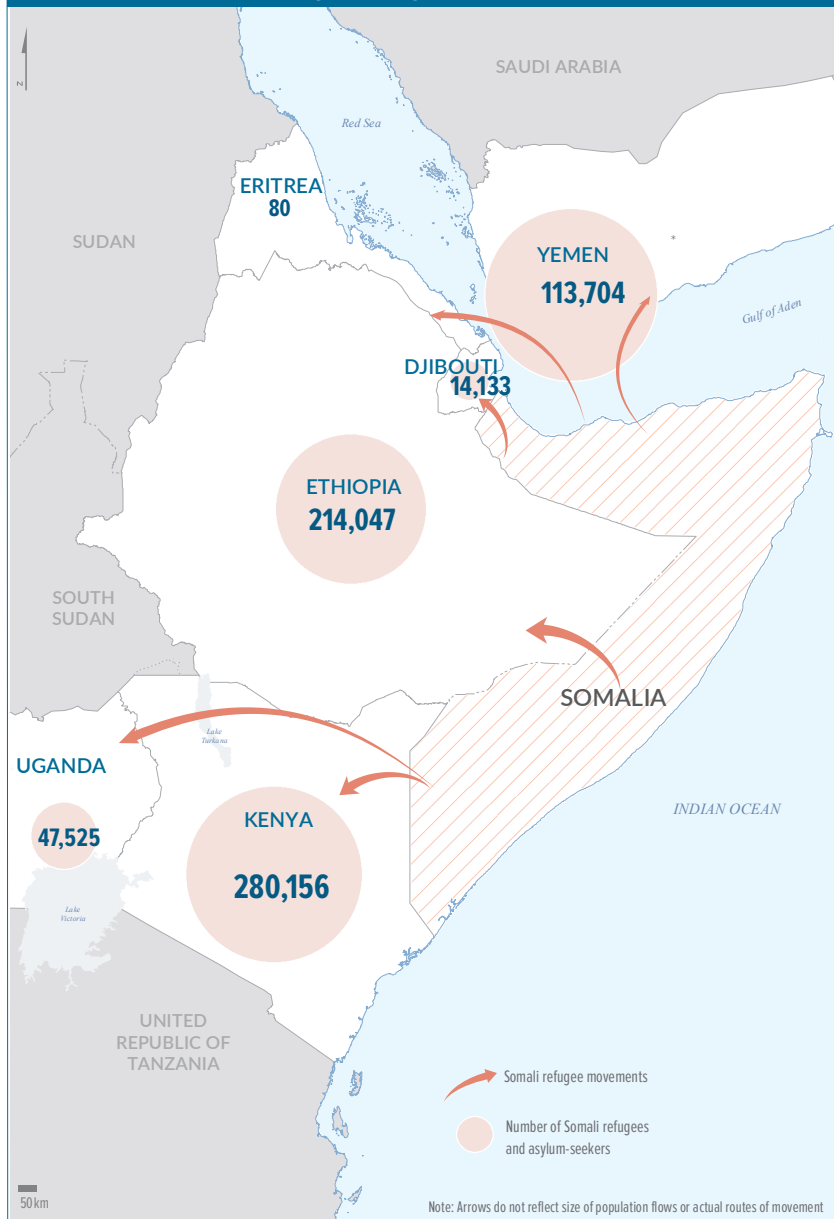 N
SAUDI ARABIA
Red Sea
ERITREA
80
SUDAN
YEMEN
*
113,704
Gulf of Aden
DJIBOUTI
14,133
ETHIOPIA
214,047
SOUTH
SUDAN
SOMALIA
Lake
Turkana
UGANDA
INDIAN OCEAN
KENYA
47,525
280,156
Lake
Victoria
UNITED
REPUBLIC OF
TANZANIA
Somali refugee movements
Number of Somali refugees
and asylum-seekers
50km
Note: Arrows do not reflect size of population flows or actual routes of movement